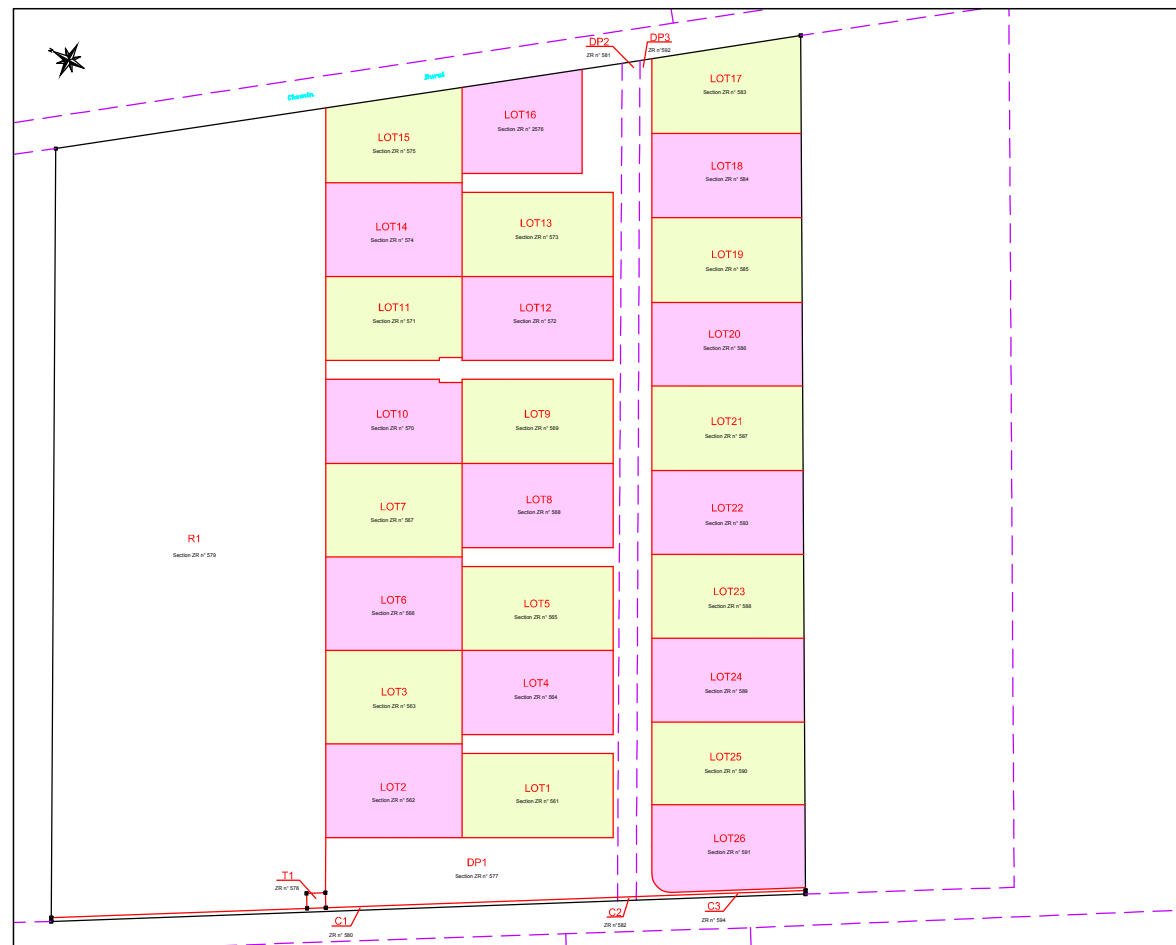 DP2
ZR n° 581
DP3
ZR n°592
Chemin
Rural
LOT17
Section ZR n° 583
LOT16
Section ZR n° 2576
LOT15
Section ZR n° 575
LOT18
Section ZR n° 584
LOT14
Section ZR n° 574
LOT13
Section ZR n° 573
LOT19
Section ZR n° 585
LOT11
Section ZR n° 571
LOT12
Section ZR n° 572
LOT20
Section ZR n° 586
LOT10
Section ZR n° 570
LOT9
Section ZR n° 569
LOT21
Section ZR n° 587
LOT7
Section ZR n° 567
LOT8
Section ZR n° 568
LOT22
Section ZR n° 593
R1
Section ZR n° 579
LOT6
Section ZR n° 566
LOT5
Section ZR n° 565
LOT23
Section ZR n° 588
LOT3
Section ZR n° 563
LOT4
Section ZR n° 564
LOT24
Section ZR n° 589
LOT2
Section ZR n° 562
LOT1
Section ZR n° 561
LOT25
Section ZR n° 590
LOT26
Section ZR n° 591
DP1
Section ZR n° 577
T1
ZR n° 578
C1
ZR n° 580
C2
ZR n°582
C3
ZR n° 594